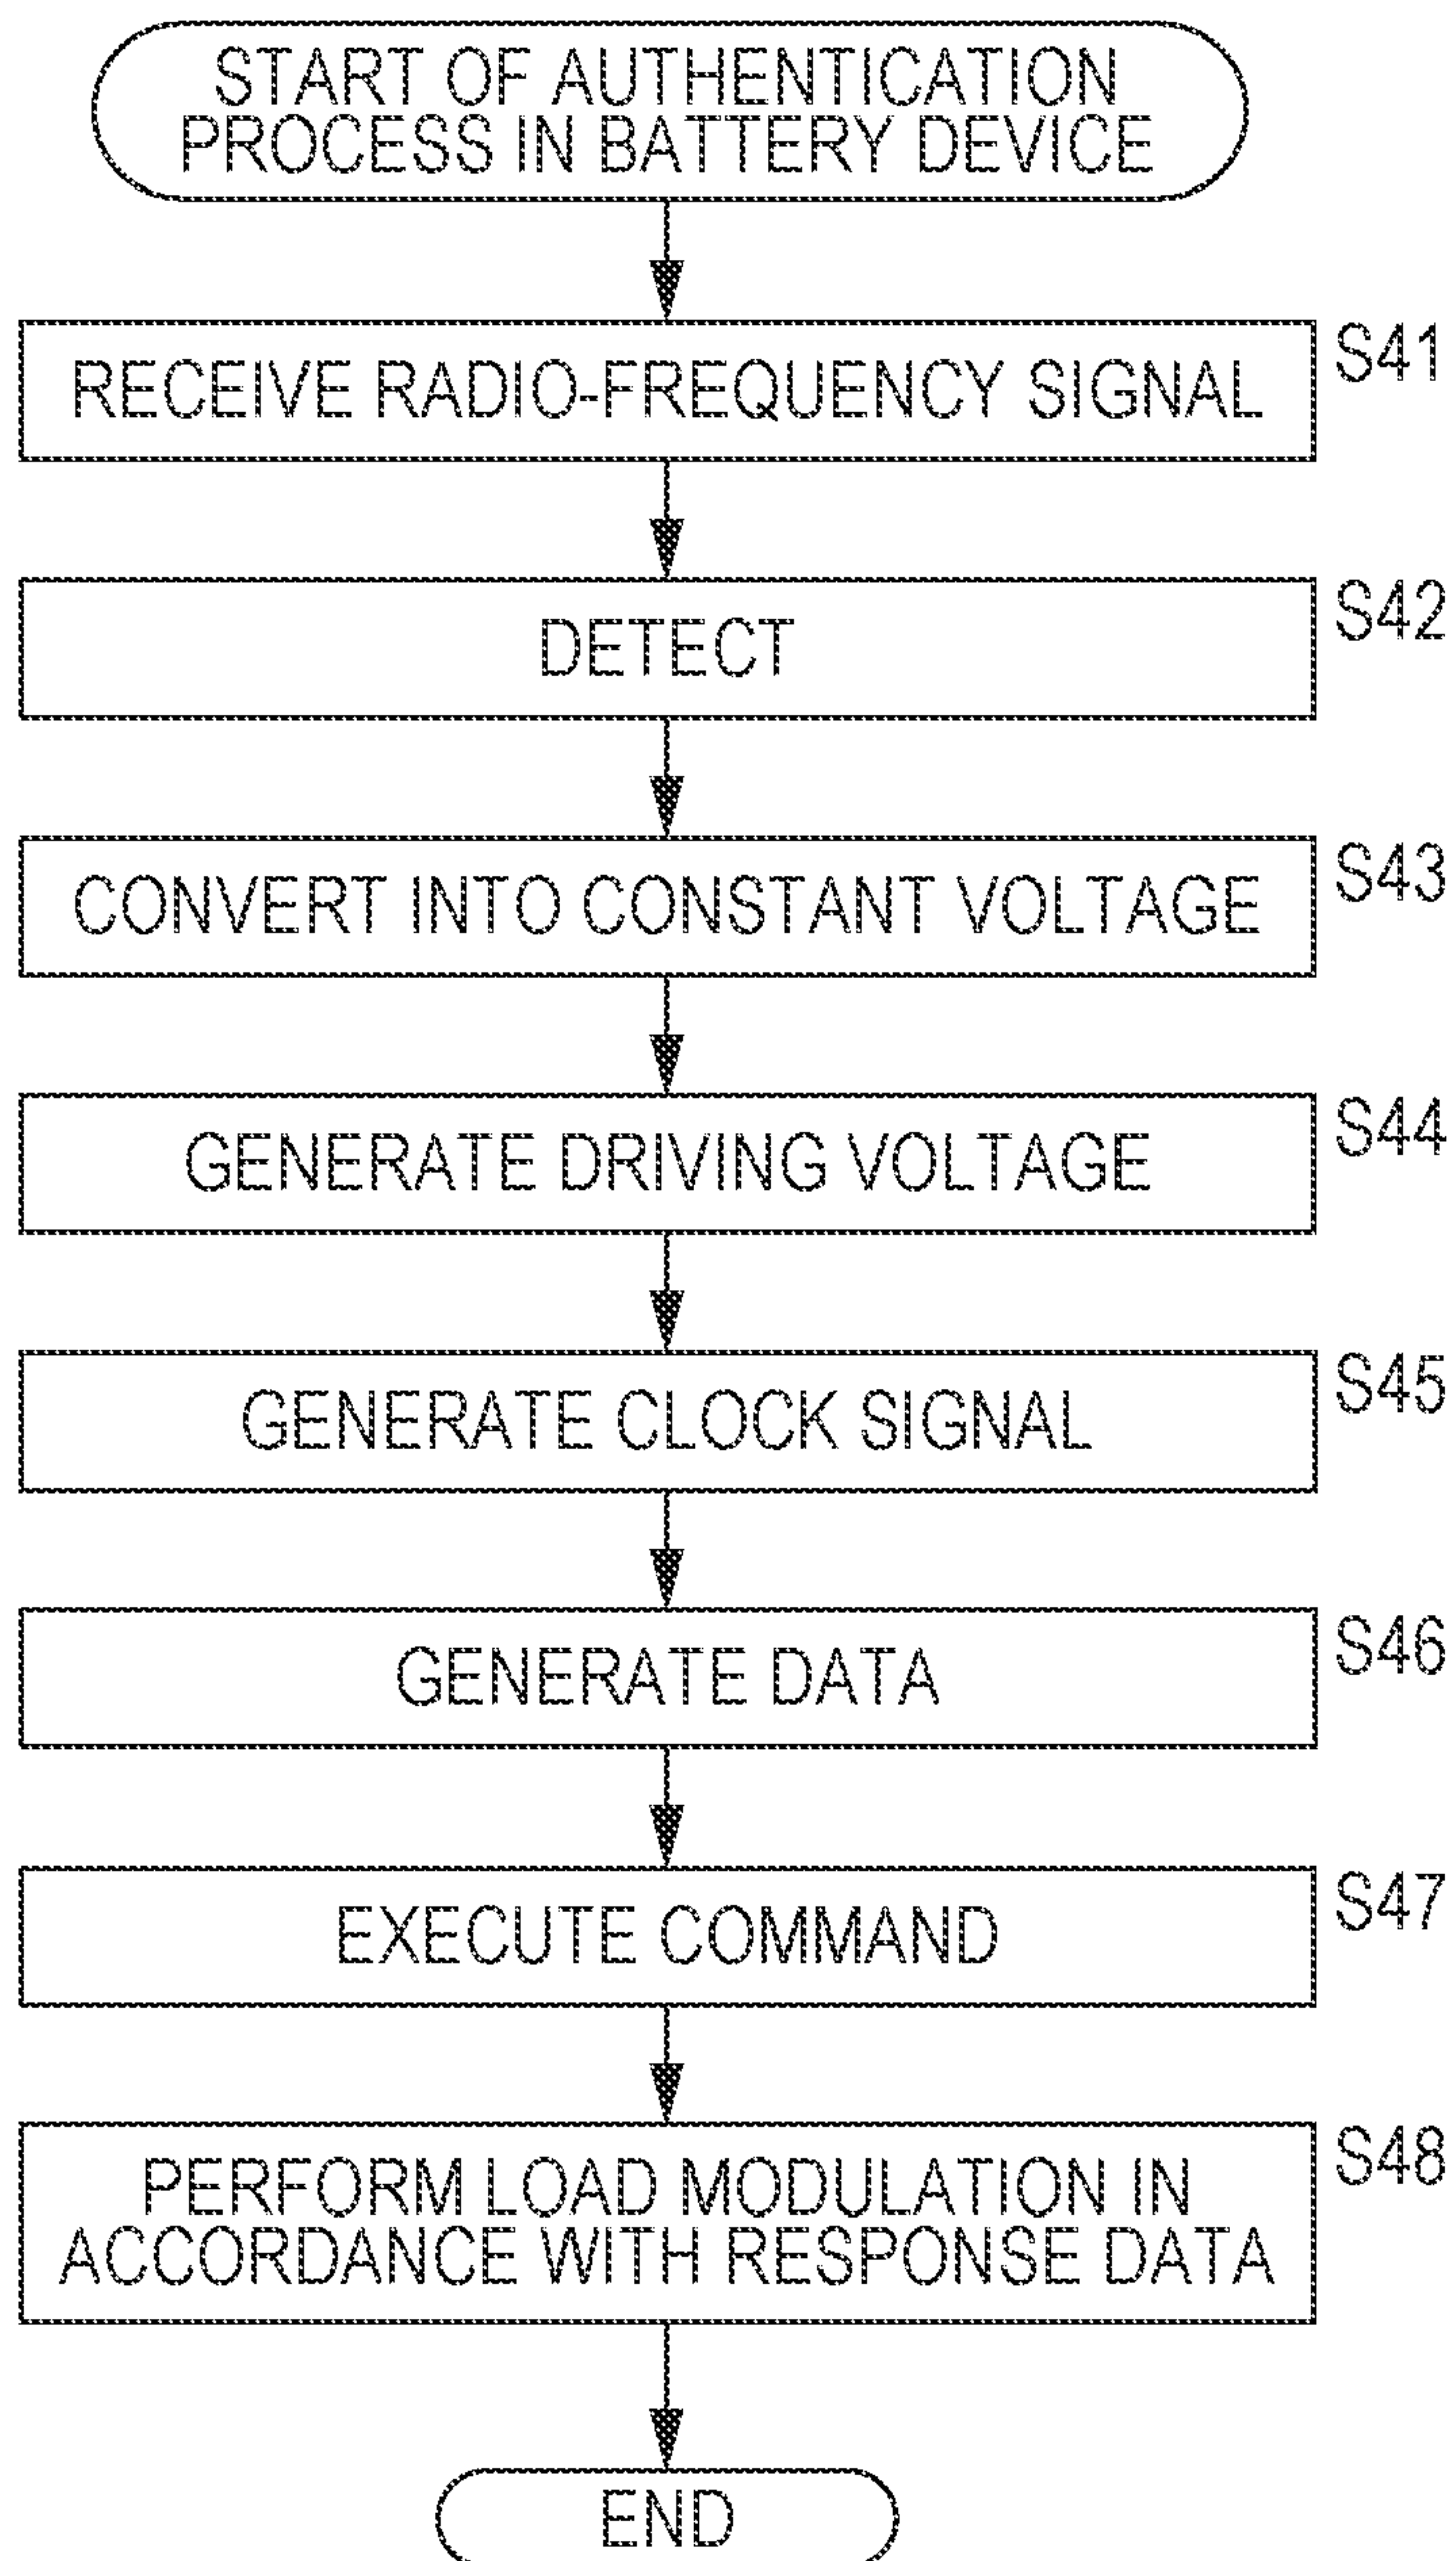 START OF AUTHENTICATION
PROCESS IN BATTERY DEVICE
RECEIVE RADIO-FREQUENCY SIGNAL
S41
DETECT
S42
CONVERT INTO CONSTANT VOLTAGE
S43
GENERATE DRIVING VOLTAGE
S44
GENERATE CLOCK SIGNAL
S45
GENERATE DATA
S46
EXECUTE COMMAND
S47
PERFORM LOAD MODULATION IN
ACCORDANCE WITH RESPONSE DATA
S48
END